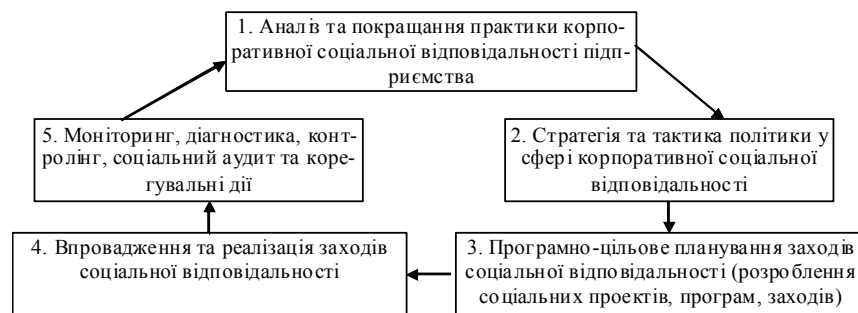 1. Аналіз та покращання практики корпо-
ративної соціальної відповідальності підп-
риємства
2. Стратегія та тактика політики у
сфері корпоративної соціальної
відповідальності
3. Програмно-цільове планування заходів
соціальної відповідальності (розроблення
соціальних проектів, програм, заходів)
4. Впровадження та реалізація заходів
соціальної відповідальності
5. Моніторинг, діагностика, конт-
ролінг, соціальний аудит та коре-
гувальні дії